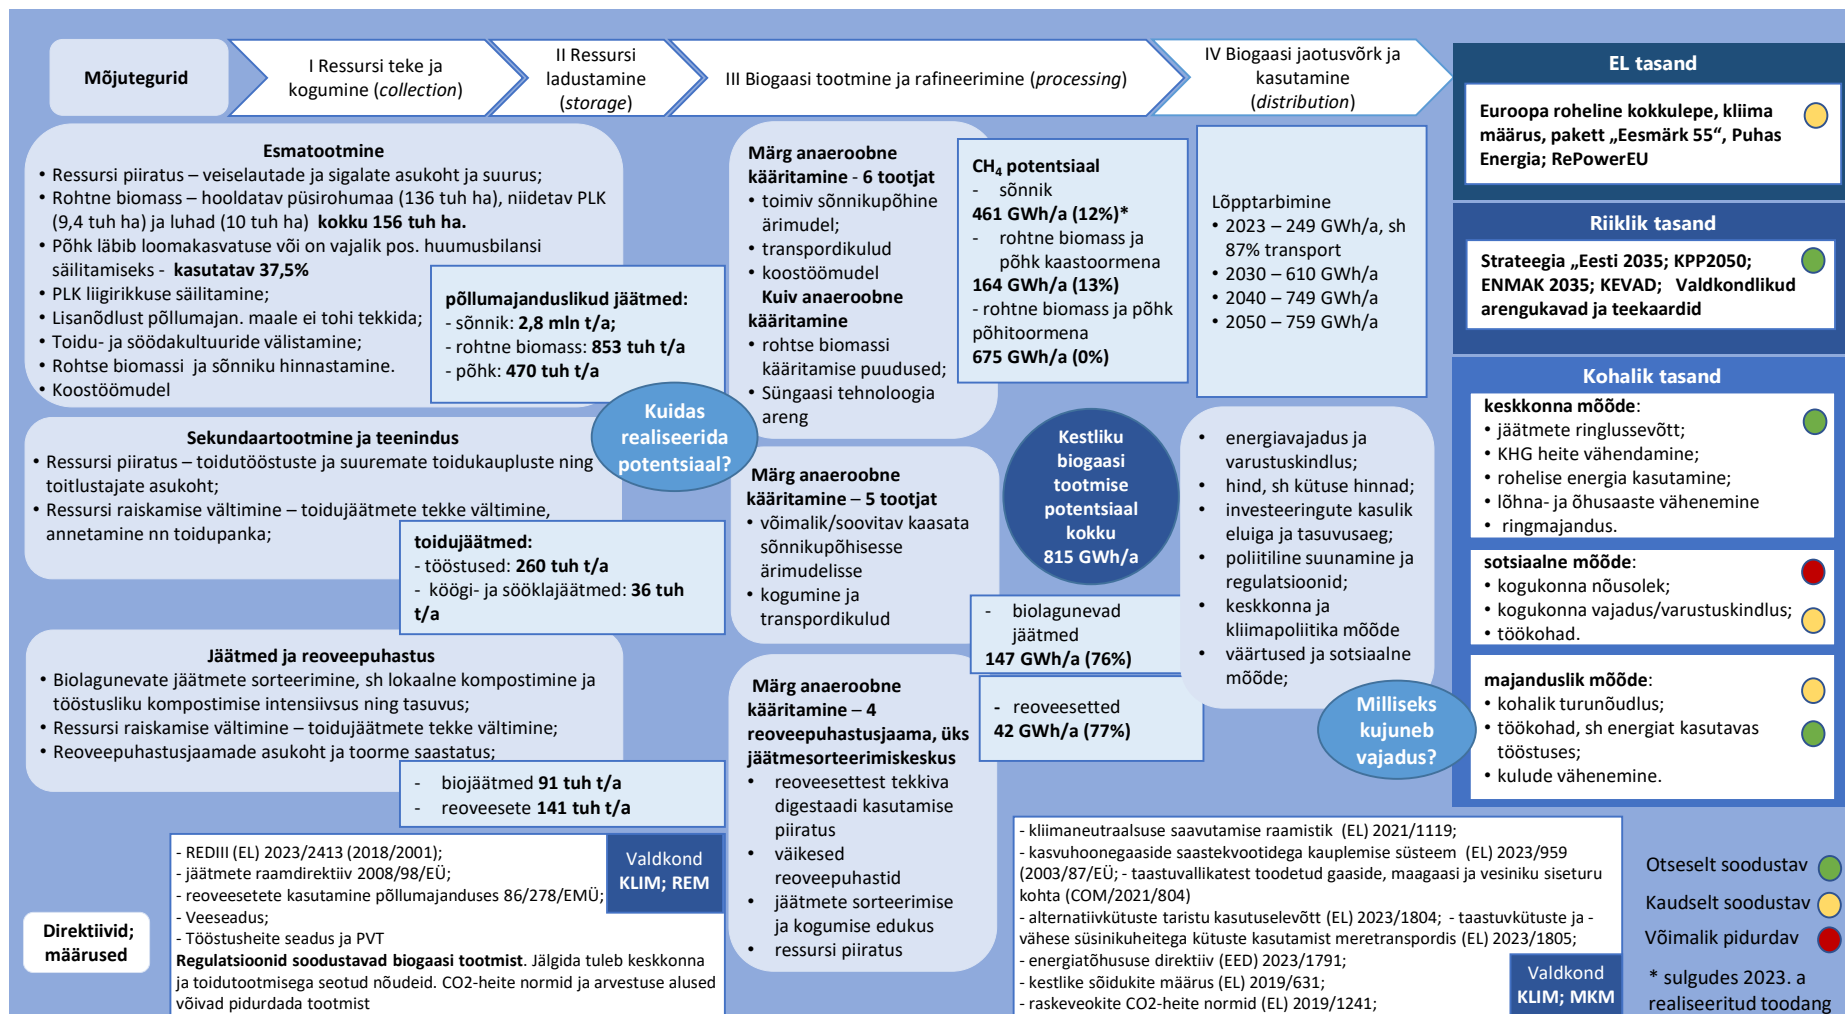 Mõjutegurid
I Ressursi teke ja
kogumine (collection)
II Ressursi
ladustamine
(storage)
III Biogaasi tootmine ja rafineerimine (processing)
IV Biogaasi jaotusvõrk ja
kasutamine
(distribution)
Esmatootmine
• Ressursi piiratus – veiselautade ja sigalate asukoht ja suurus;
• Rohtne biomass – hooldatav püsirohumaa (136 tuh ha), niidetav PLK
(9,4 tuh ha) ja luhad (10 tuh ha) kokku 156 tuh ha.
• Põhk läbib loomakasvatuse või on vajalik pos. huumusbilansi
säilitamiseks - kasutatav 37,5%
• PLK liigirikkuse säilitamine;
• Lisanõdlust põllumajan. maale ei tohi tekkida;
• Toidu- ja söödakultuuride välistamine;
• Rohtse biomassi ja sõnniku hinnastamine.
• Koostöömudel
põllumajanduslikud jäätmed:
- sõnnik: 2,8 mln t/a;
- rohtne biomass: 853 tuh t/a
- põhk: 470 tuh t/a
Kuidas
realiseerida
potentsiaal?
Sekundaartootmine ja teenindus
• Ressursi piiratus – toidutööstuste ja suuremate toidukaupluste ning
toitlustajate asukoht;
• Ressursi raiskamise vältimine – toidujäätmete tekke vältimine,
annetamine nn toidupanka;
toidujäätmed:
- tööstused: 260 tuh t/a
- köögi- ja sööklajäätmed: 36 tuh
t/a
Jäätmed ja reoveepuhastus
• Biolagunevate jäätmete sorteerimine, sh lokaalne kompostimine ja
tööstusliku kompostimise intensiivsus ning tasuvus;
• Ressursi raiskamise vältimine – toidujäätmete tekke vältimine;
• Reoveepuhastusjaamade asukoht ja toorme saastatus;
- biojäätmed 91 tuh t/a
- reoveesete 141 tuh t/a
Märg anaeroobne
kääritamine - 6 tootjat
• toimiv sõnnikupõhine
ärimudel;
• transpordikulud
• koostöömudel
Kuiv anaeroobne
kääritamine
• rohtse biomassi
kääritamise puudused;
• Süngaasi tehnoloogia
areng
Märg anaeroobne
kääritamine – 5 tootjat
• võimalik/soovitav kaasata
sõnnikupõhisesse
ärimudelisse
• kogumine ja
transpordikulud
Märg anaeroobne
kääritamine – 4
reoveepuhastusjaama, üks
jäätmesorteerimiskeskus
• reoveesettest tekkiva
digestaadi kasutamise
piiratus
• väikesed
reoveepuhastid
• jäätmete sorteerimise
ja kogumise edukus
• ressursi piiratus
CH4 potentsiaal
- sõnnik
461 GWh/a (12%)*
- rohtne biomass ja
põhk kaastoormena
164 GWh/a (13%)
- rohtne biomass ja põhk
põhitoormena
675 GWh/a (0%)
Kestliku
biogaasi
tootmise
potentsiaal
kokku
815 GWh/a
- biolagunevad
jäätmed
147 GWh/a (76%)
- reoveesetted
42 GWh/a (77%)
Lõpptarbimine
• 2023 – 249 GWh/a, sh
87% transport
• 2030 – 610 GWh/a
• 2040 – 749 GWh/a
• 2050 – 759 GWh/a
• energiavajadus ja
varustuskindlus;
• hind, sh kütuse hinnad;
• investeeringute kasulik
eluiga ja tasuvusaeg;
• poliitiline suunamine ja
regulatsioonid;
• keskkonna ja
kliimapoliitika mõõde
• väärtused ja sotsiaalne
mõõde;
Milliseks
kujuneb
vajadus?
EL tasand
Euroopa roheline kokkulepe, kliima
määrus, pakett „Eesmärk 55“, Puhas
Energia; RePowerEU
Riiklik tasand
Strateegia „Eesti 2035; KPP2050;
ENMAK 2035; KEVAD; Valdkondlikud
arengukavad ja teekaardid
Kohalik tasand
keskkonna mõõde:
• jäätmete ringlussevõtt;
• KHG heite vähendamine;
• rohelise energia kasutamine;
• lõhna- ja õhusaaste vähenemine
• ringmajandus.
sotsiaalne mõõde:
• kogukonna nõusolek;
• kogukonna vajadus/varustuskindlus;
• töökohad.
majanduslik mõõde:
• kohalik turunõudlus;
• töökohad, sh energiat kasutavas
tööstuses;
• kulude vähenemine.
Direktiivid;
määrused
- REDIII (EL) 2023/2413 (2018/2001);
- jäätmete raamdirektiiv 2008/98/EÜ;
- reoveesetete kasutamine põllumajanduses 86/278/EMÜ;
- Veeseadus;
- Tööstusheite seadus ja PVT
Regulatsioonid soodustavad biogaasi tootmist. Jälgida tuleb keskkonna
ja toidutootmisega seotud nõudeid. CO2-heite normid ja arvestuse alused
võivad pidurdada tootmist
Valdkond
KLIM; REM
- kliimaneutraalsuse saavutamise raamistik (EL) 2021/1119;
- kasvuhoonegaaside saastekvootidega kauplemise süsteem (EL) 2023/959
(2003/87/EÜ; - taastuvallikatest toodetud gaaside, maagaasi ja vesiniku siseturu
kohta (COM/2021/804)
- alternatiivkütuste taristu kasutuselevõtt (EL) 2023/1804; - taastuvkütuste ja -
vähese süsinikuheitega kütuste kasutamist meretranspordis (EL) 2023/1805;
- energiatõhususe direktiiv (EED) 2023/1791;
- kestlike sõidukite määrus (EL) 2019/631;
- raskeveokite CO2-heite normid (EL) 2019/1241;
Valdkond
KLIM; MKM
Otseselt soodustav
Kaudselt soodustav
Võimalik pidurdav
* sulgudes 2023. a
realiseeritud toodang